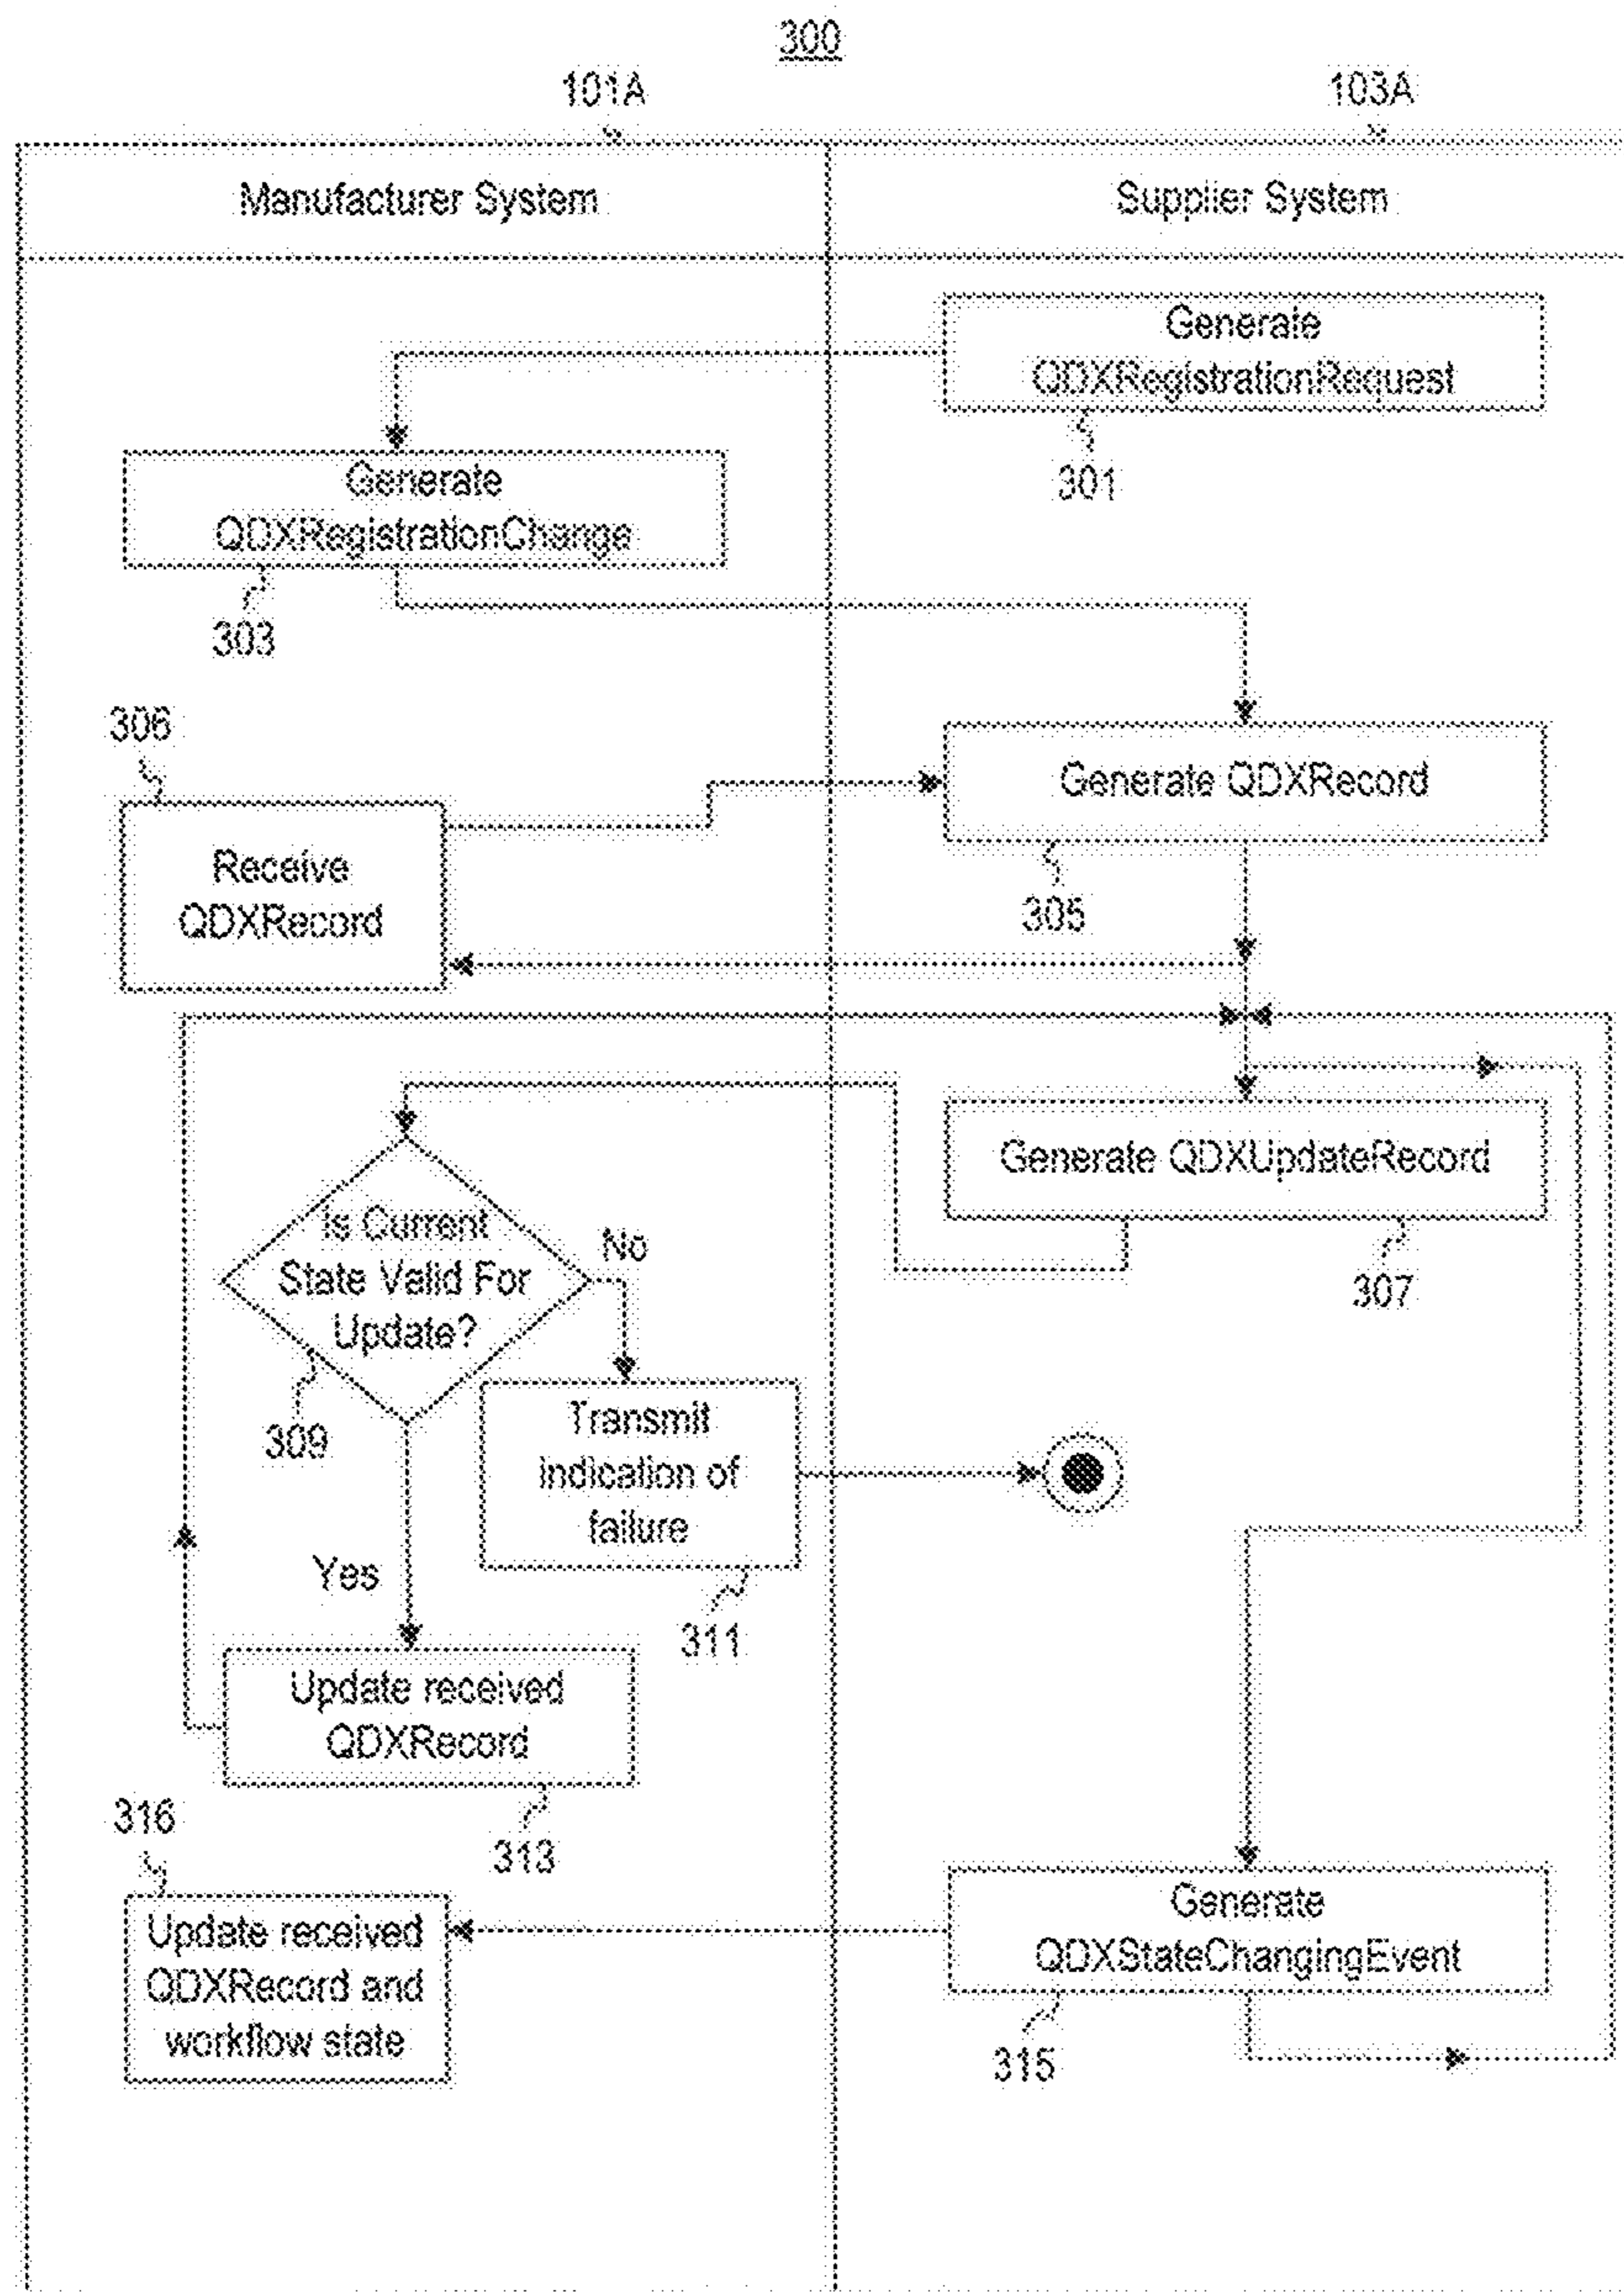 300
101A
103A
Manufacturer System
Supplier System
Generate
QDXRegistrationRequest
301
Generate
QDXRegistrationChange
303
306
Generate QDXRecord
305
Receive
QDXRecord
Generate QDXUpdateRecord
307
Is Current
State Valid For
Update?
No
309
Transmit
indication of
failure
311
Yes
Update received
QDXRecord
313
316
Update received
QDXRecord and
workflow state
Generate
QDXStateChangingEvent
315